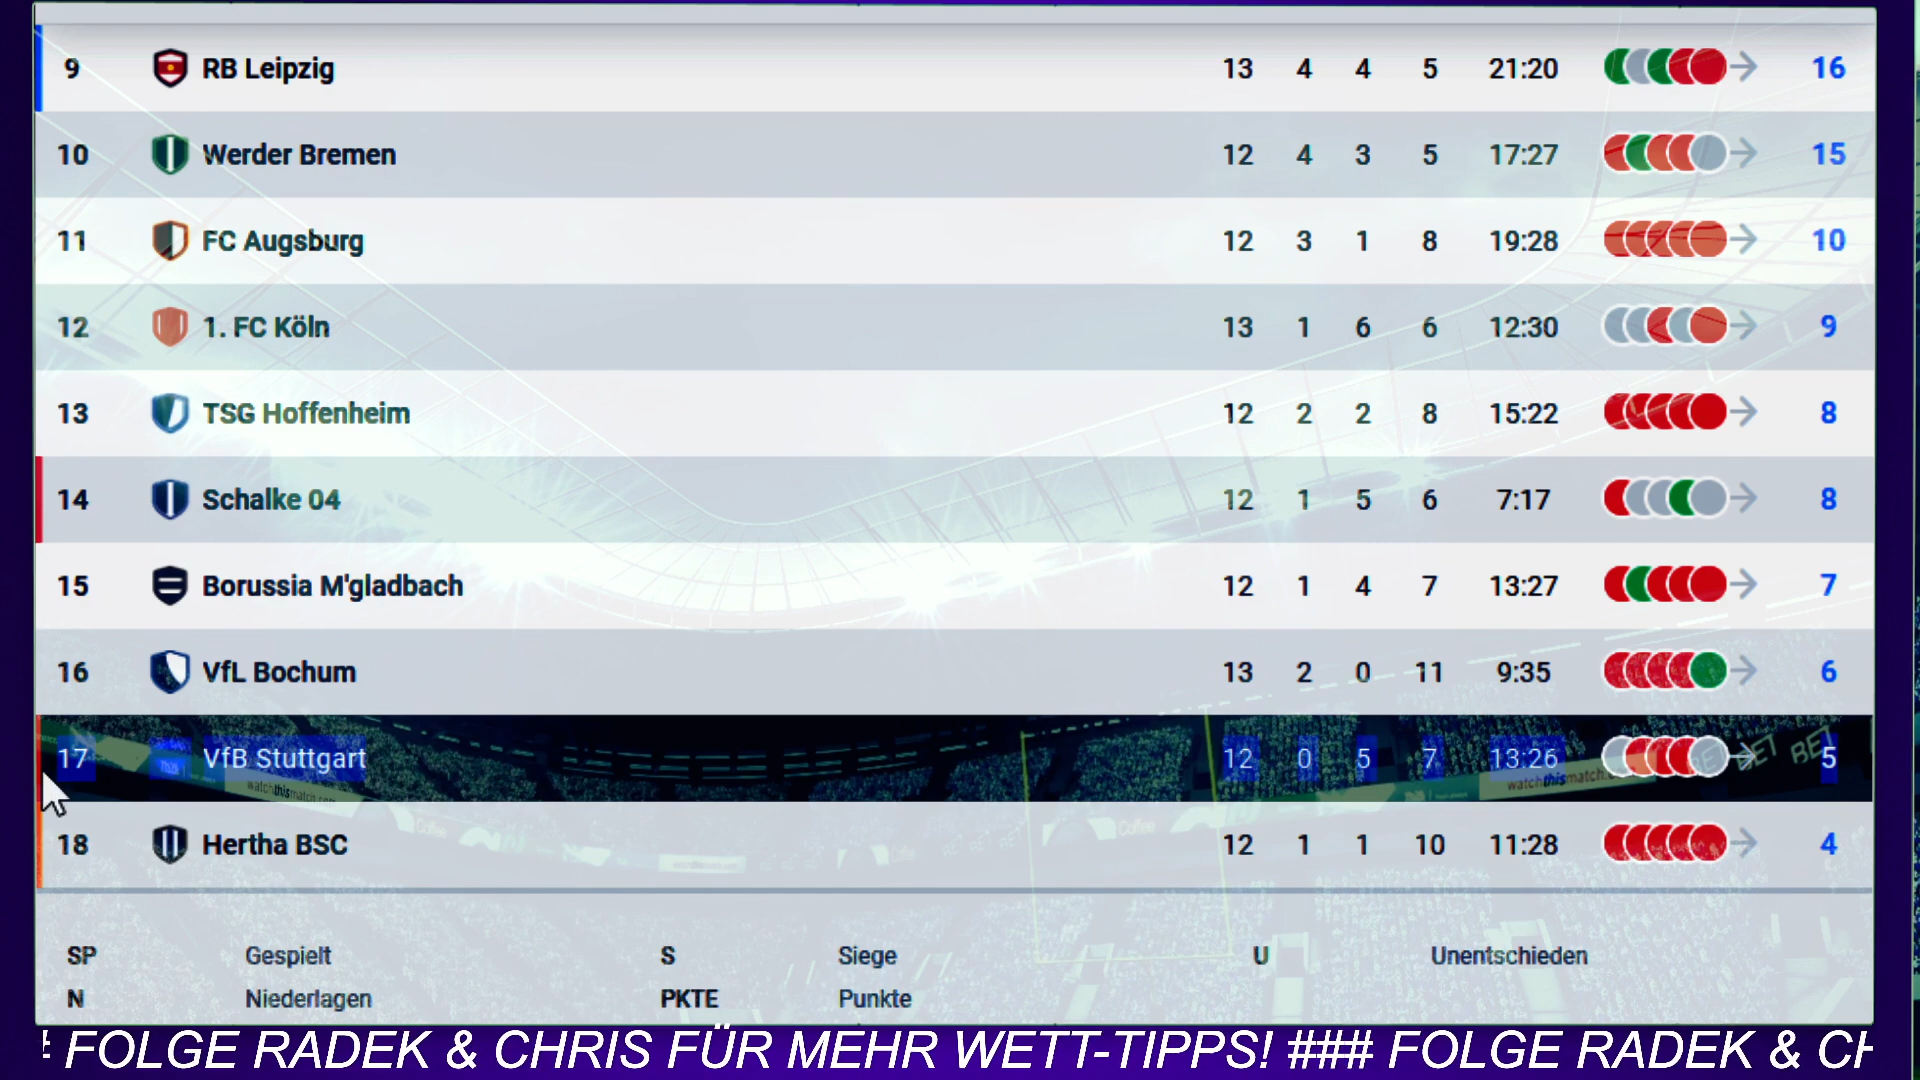 9 RB Leipzig 13 4 4 5 21:20 16
10 Werder Bremen 12 4 3 5 17:27 15
11 FC Augsburg 12 3 1 8 19:28 10
12 1. FC Köln 13 1 6 6 12:30 9
13 TSG Hoffenheim 12 2 2 8 15:22 8
14 Schalke 04 12 1 5 6 7:17 8
15 Borussia M'gladbach 12 1 4 7 13:27 7
16 VfL Bochum 13 2 0 11 9:35 6
17 VfB Stuttgart 12 0 5 7 13:26 5
watchthismatch. watchthismatch. BET BET
18 Hertha BSC 12 1 1 10 11:28 4
Coffee Coffee
SP Gespielt S Siege U Unentschieden
N Niederlagen PKTE Punkte
# FOLGE RADEK & CHRIS FÜR MEHR WETT-TIPPS! ### FOLGE RADEK & CH